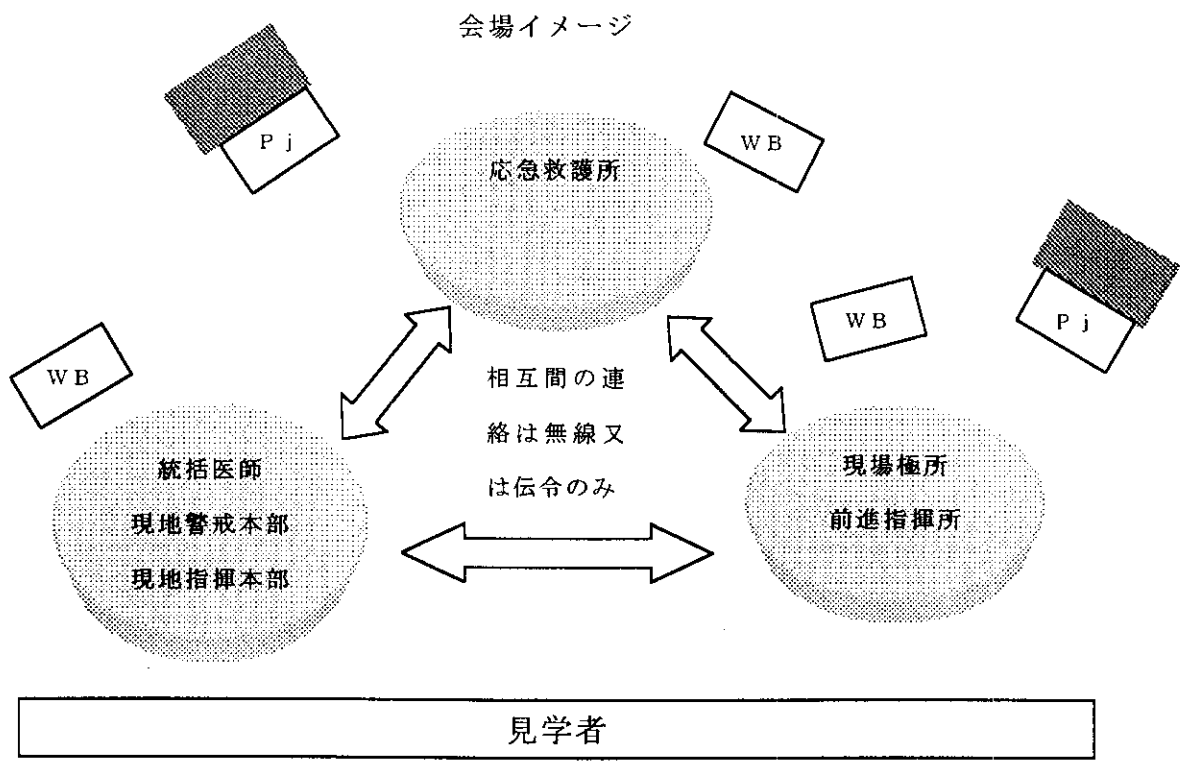 会場イメージ
Pj
WB
応急救護所
WB
Pj
WB
相互間の連
絡は無線又
は伝令のみ
統括医師
現地警戒本部
現地指揮本部
現場極所
前進指揮所
見学者